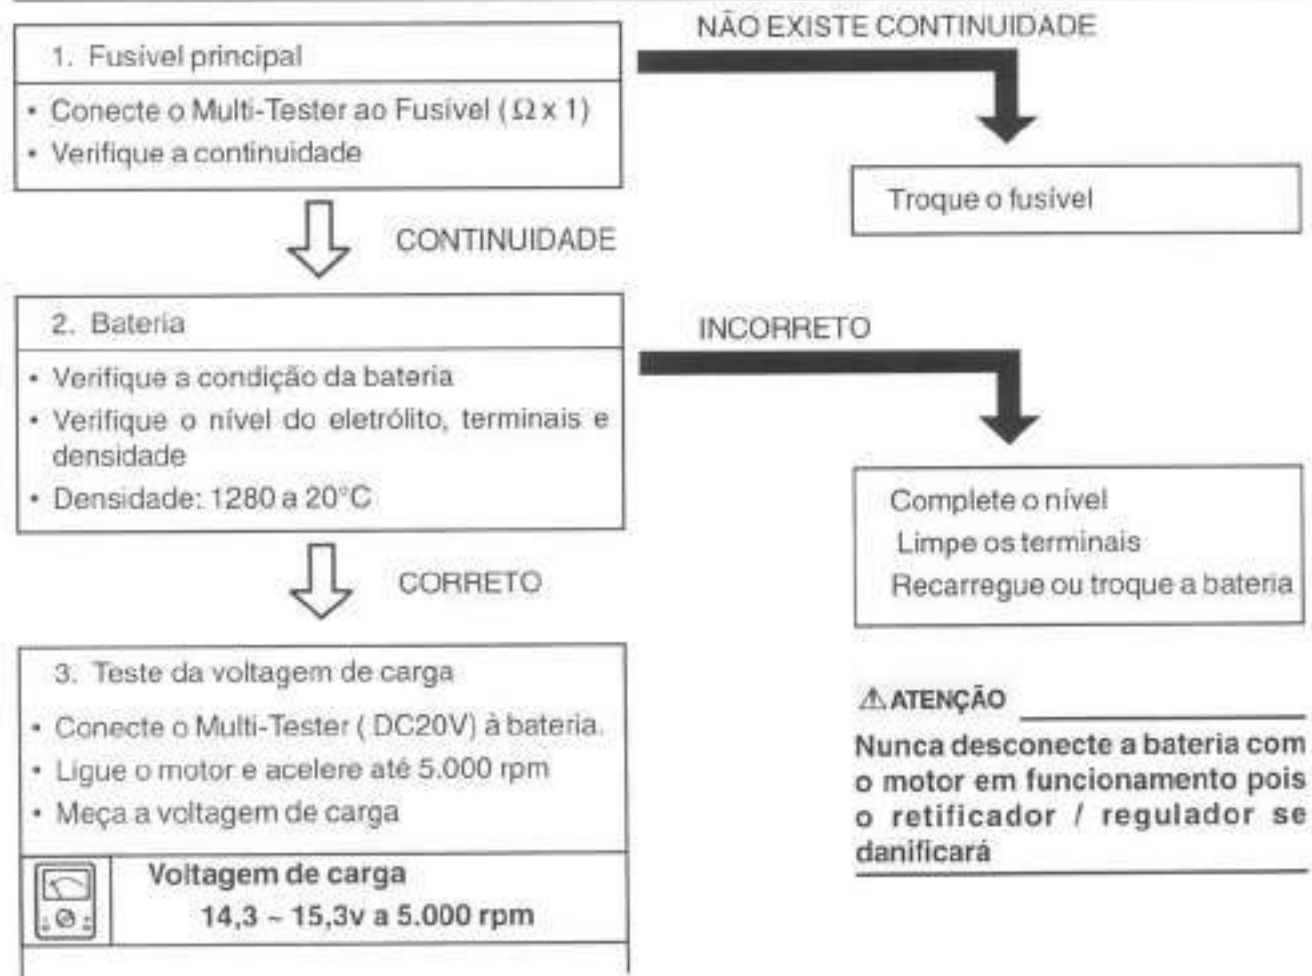 NÃO EXISTE CONTINUIDADE
1. Fusível principal
• Conecte o Multi-Tester ao Fusível (Ω x 1)
• Verifique a continuidade
Troque o fusível
CONTINUIDADE
2. Bateria
INCORRETO
• Verifique a condição da bateria
• Verifique o nível do eletrólito, terminais e
densidade
• Densidade: 1280 a 20°C
Complete o nível
Limpe os terminais
Recarregue ou troque a bateria
CORRETO
3. Teste da voltagem de carga
• Conecte o Multi-Tester ( DC20V) à bateria.
• Ligue o motor e acelere até 5.000 rpm
• Meça a voltagem de carga
Voltagem de carga
14,3 ~ 15,3v a 5.000 rpm
⚠ ATENÇÃO
Nunca desconecte a bateria com
o motor em funcionamento pois
o retificador / regulador se
danificará